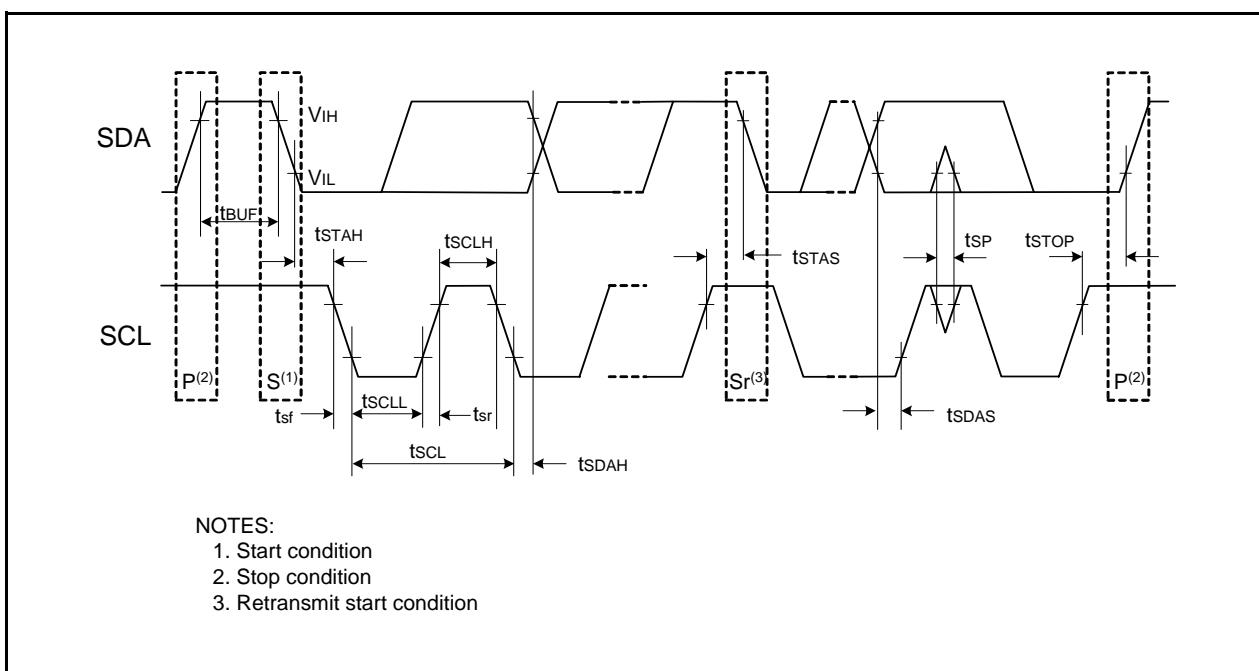 SDA
VIH
VIL
tBUF
tSTAH
tSCLH
tSTAS
tSP
tSTOP
SCL
P(2)
S(1)
Sr(3)
P(2)
tsf
tSCLL
tsr
tSDAS
tSCL
tSDAH
NOTES:
1. Start condition
2. Stop condition
3. Retransmit start condition